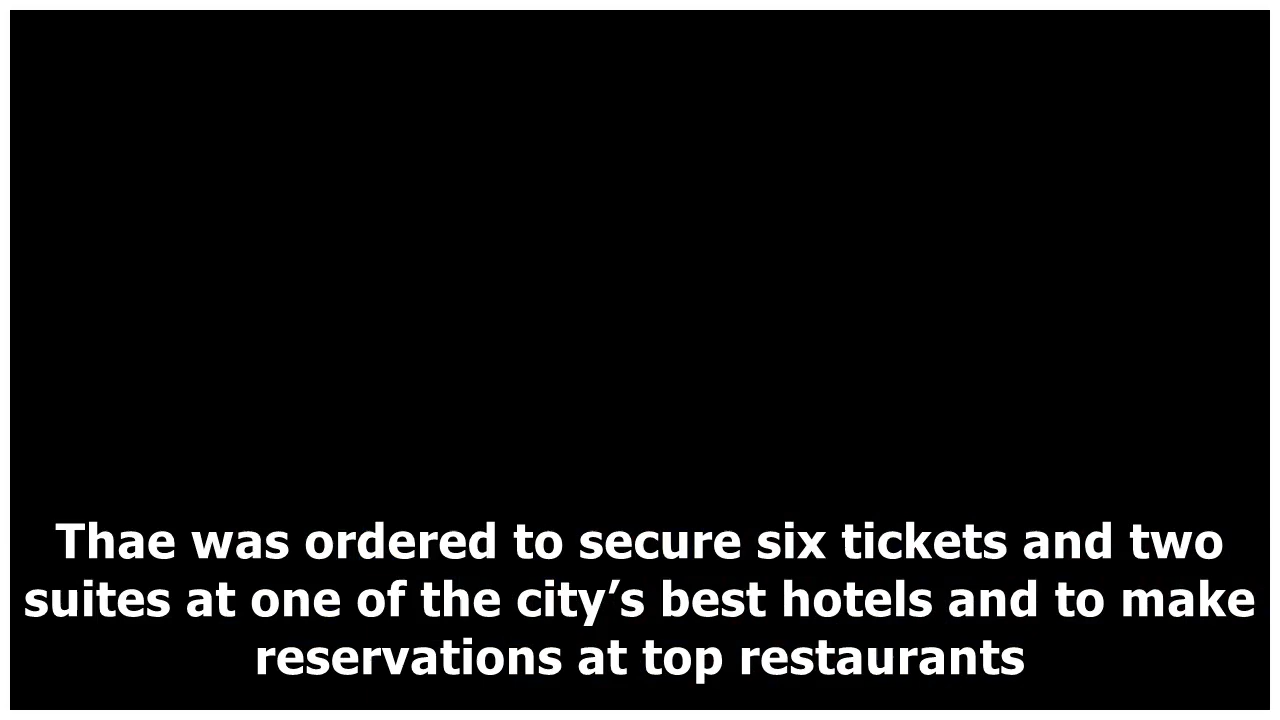 Thae was ordered to secure six tickets and two
suites at one of the city’s best hotels and to make
reservations at top restaurants